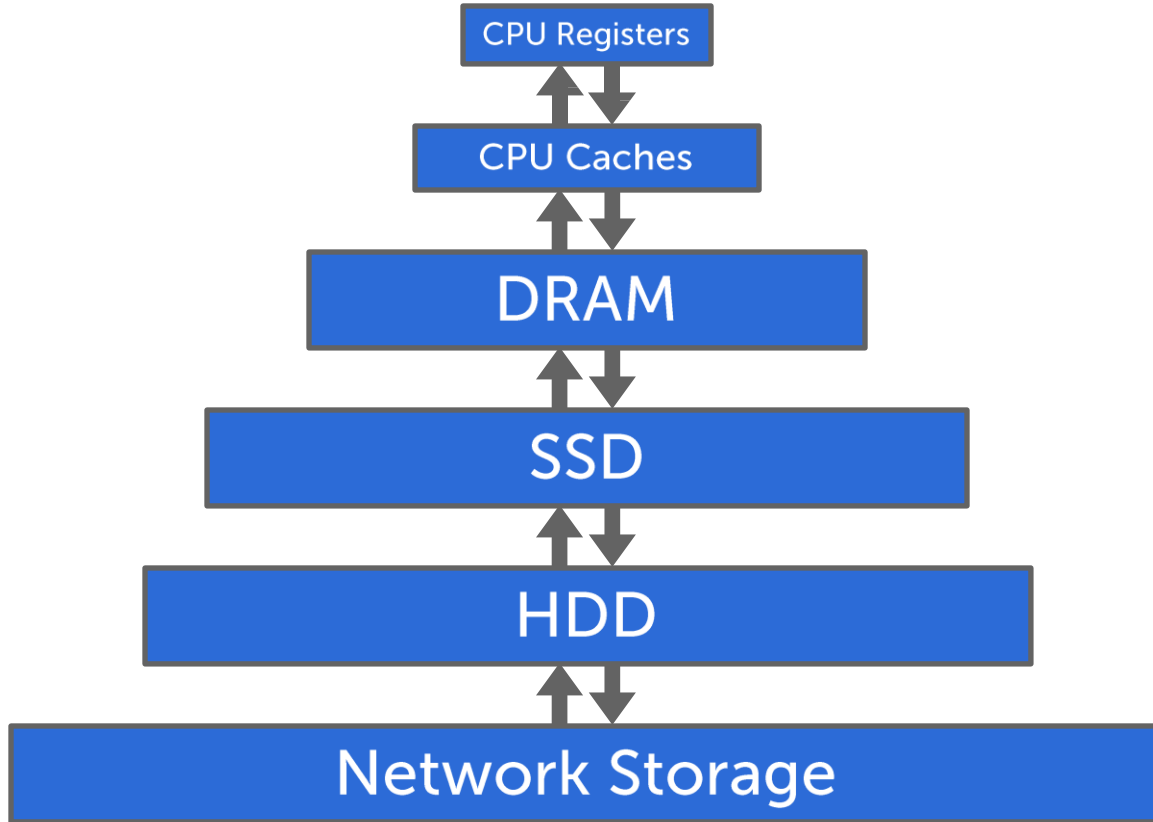 CPU Registers
CPU Caches
DRAM
SSD
HDD
Network Storage